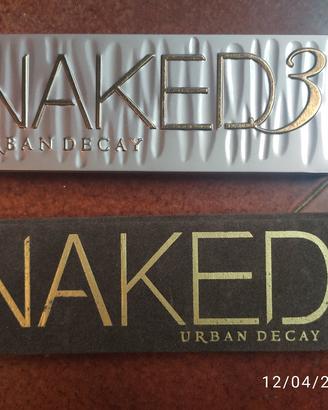 NAKED3
URBAN DECAY
NAKED
URBAN DECAY
12/04/2